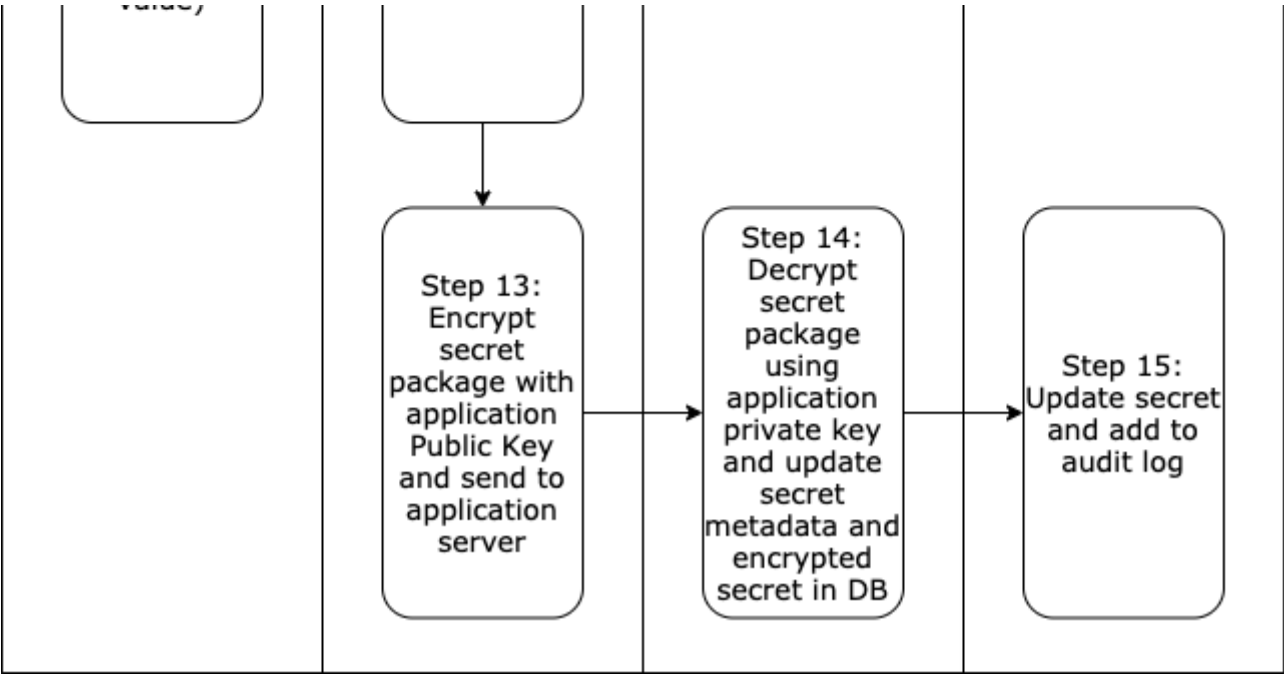 value)
Step 13:
Encrypt
secret
package with
application
Public Key
and send to
application
server
Step 14:
Decrypt
secret
package
using
application
private key
and update
secret
metadata and
encrypted
secret in DB
Step 15:
Update secret
and add to
audit log